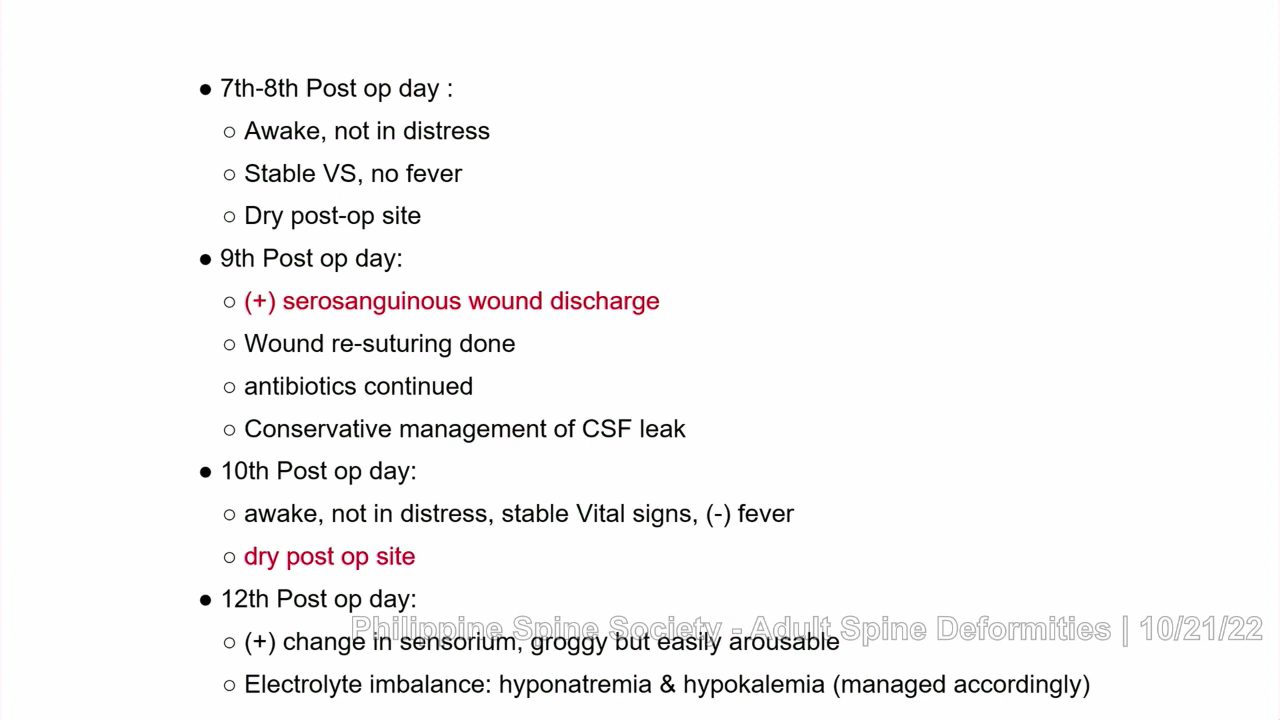 ● 7th-8th Post op day :
○ Awake, not in distress
○ Stable VS, no fever
○ Dry post-op site
● 9th Post op day:
○ (+) serosanguinous wound discharge
○ Wound re-suturing done
○ antibiotics continued
○ Conservative management of CSF leak
● 10th Post op day:
○ awake, not in distress, stable Vital signs, (-) fever
○ dry post op site
● 12th Post op day:
Philippine Spine Society - Adult Spine Deformities | 10/21/22
○ (+) change in sensorium, groggy but easily arousable
○ Electrolyte imbalance: hyponatremia & hypokalemia (managed accordingly)